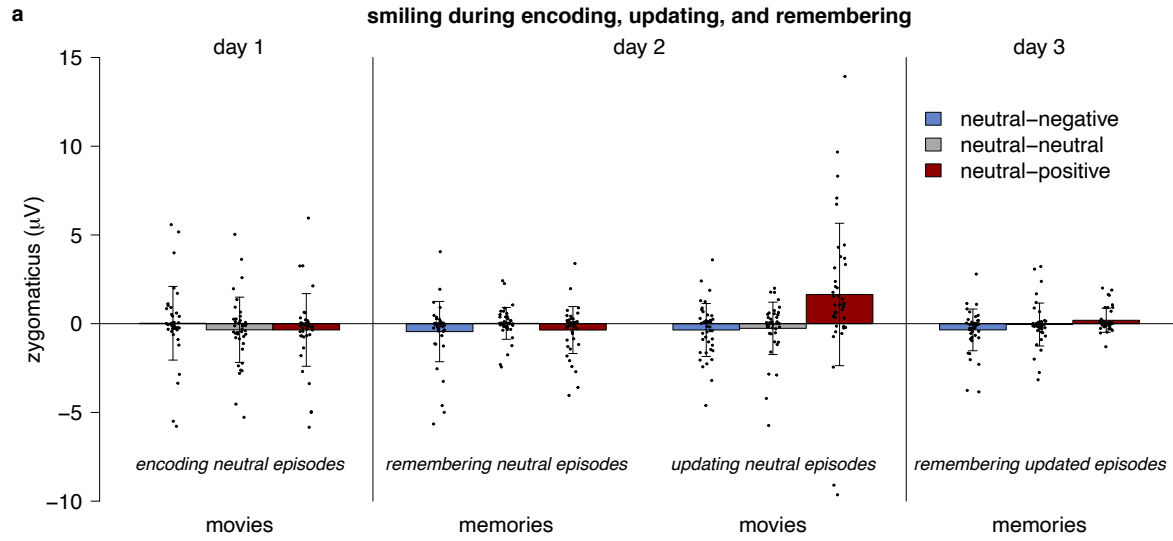 a
smiling during encoding, updating, and remembering
day 1
day 2
day 3
15
10
5
0
−5
−10
zygomaticus (μV)
neutral−negative
neutral−neutral
neutral−positive
encoding neutral episodes
remembering neutral episodes
updating neutral episodes
remembering updated episodes
movies
memories
movies
memories